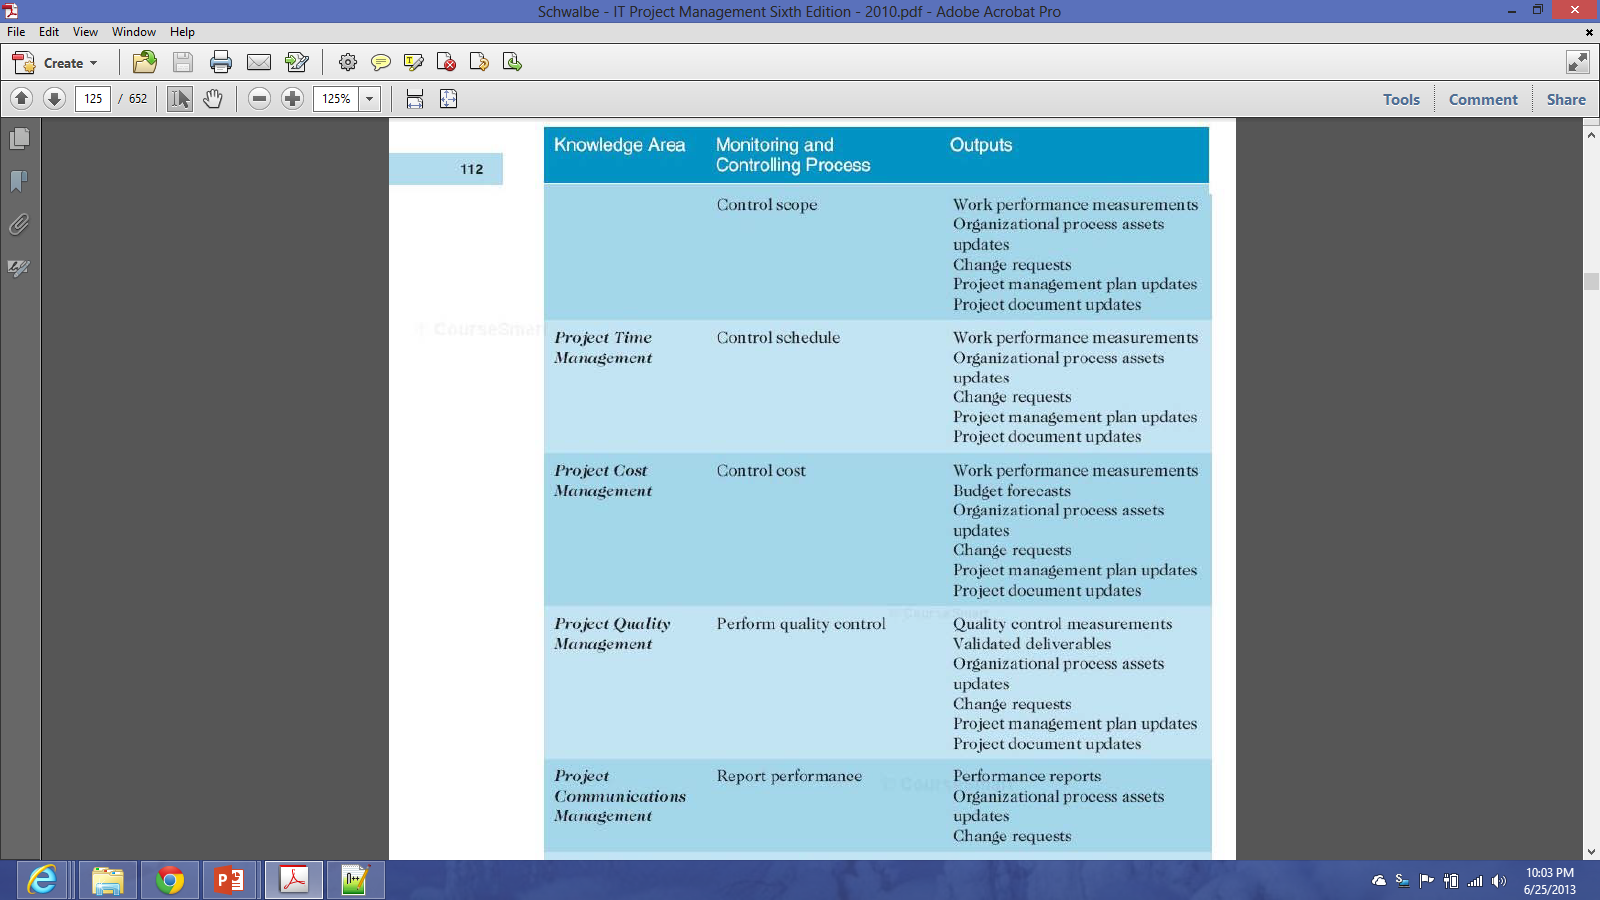 Schwalbe - IT Project Management Sixth Edition - 2010.pdf - Adobe Acrobat Pro
File Edit View Window Help
Create
125 / 652 125% Tools Comment Share
112
Knowledge Area Monitoring and Controlling Process Outputs
Control scope Work performance measurements
Organizational process assets
updates
Change requests
Project management plan updates
Project document updates
CourseSmart
Project Time Management Control schedule Work performance measurements
Organizational process assets
updates
Change requests
Project management plan updates
Project document updates
Project Cost Management Control cost Work performance measurements
Budget forecasts
Organizational process assets
updates
Change requests
Project management plan updates
Project document updates
© CourseSmart
Project Quality Management Perform quality control Quality control measurements
Validated deliverables
Organizational process assets
updates
Change requests
Project management plan updates
Project document updates
Project Communications Management Report performance Performance reports
Organizational process assets
updates
Change requests
© CourseSmart
10:03 PM
6/25/2013